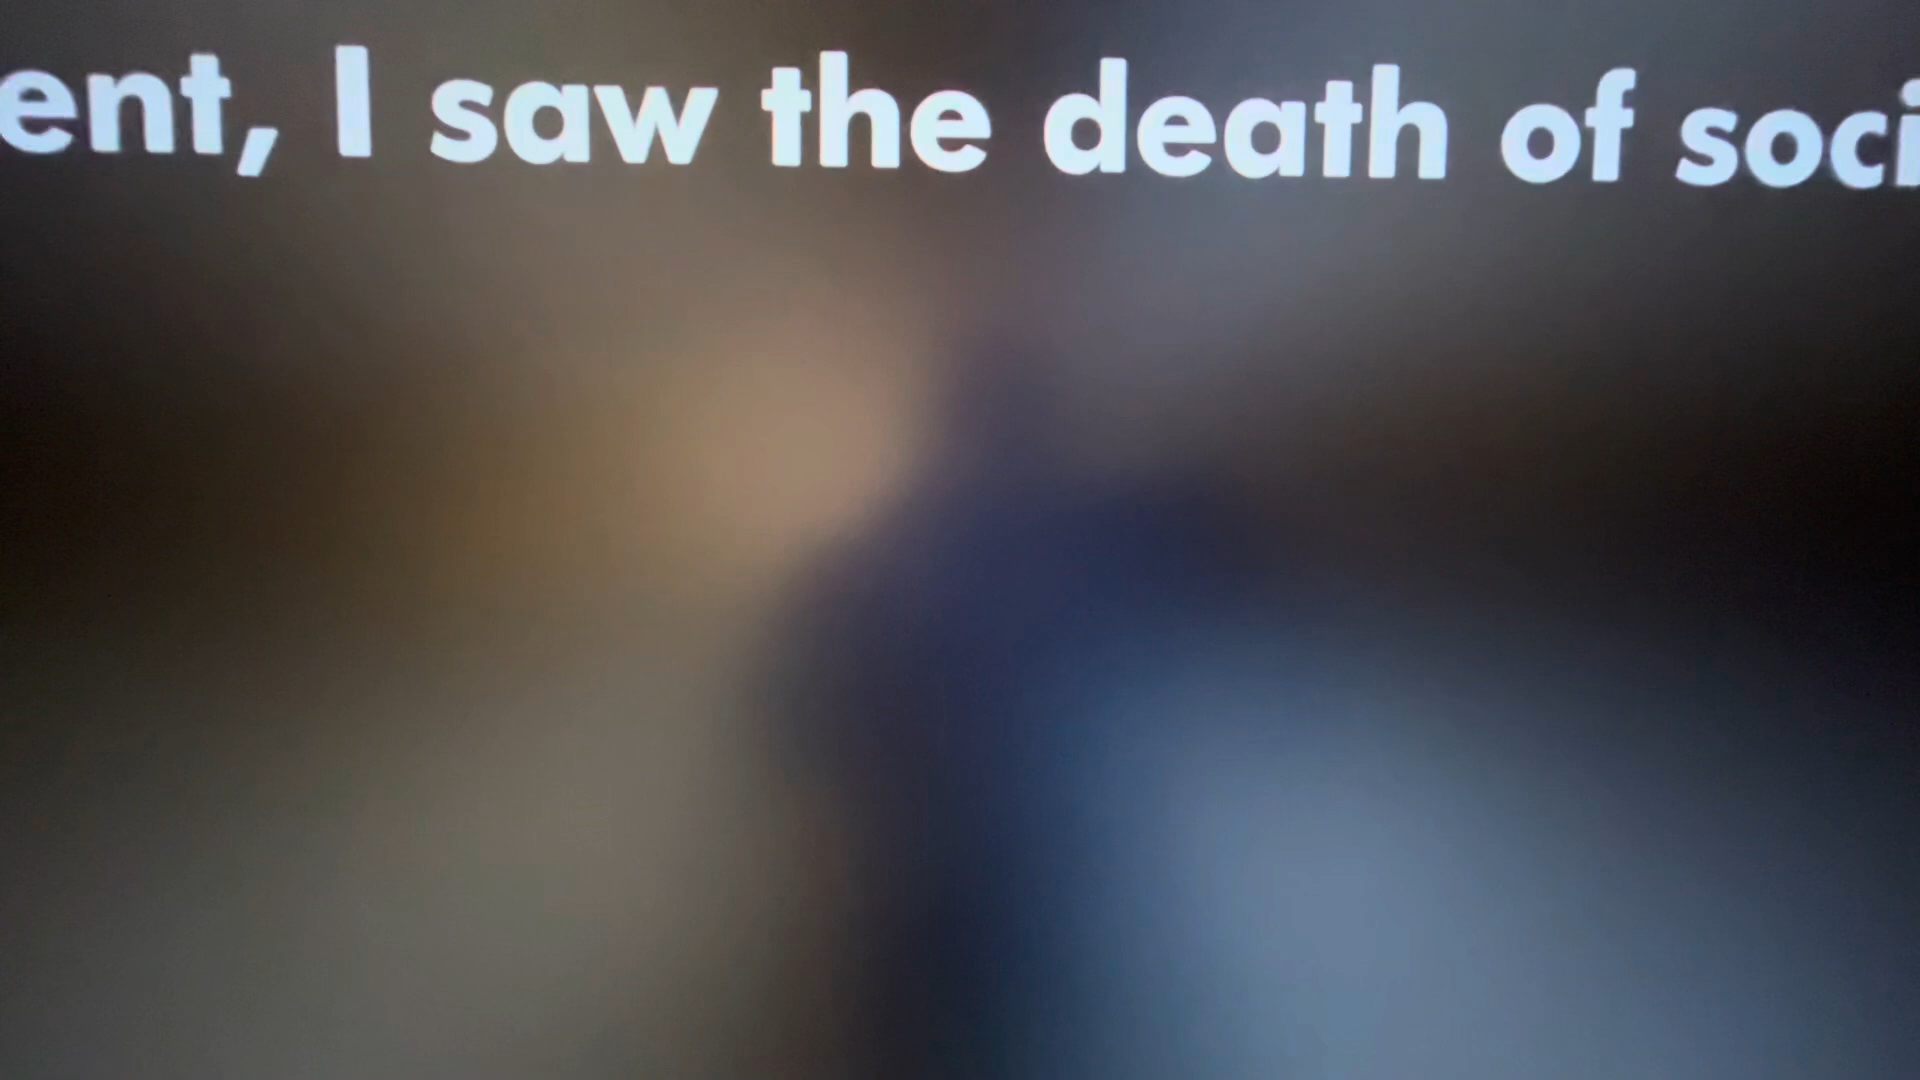 ent, I saw the death of soci